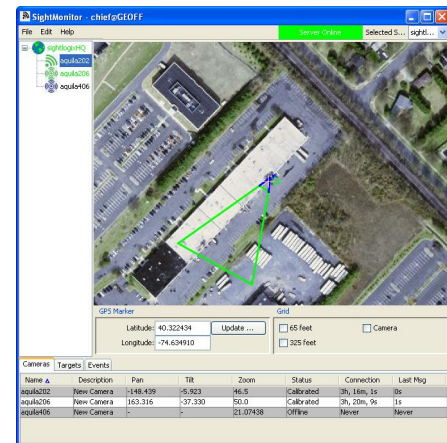 SightMonitor - chief@GEOFF
File Edit Help
Server Online
Selected S... sightl...
sightlogixHQ
aquila202
aquila206
aquila406
GPS Marker
Grid
Latitude: 40.322434 Update ...
65 feet Camera
Longitude: -74.634910
325 feet
Cameras Targets Events
Name Description Pan Tilt Zoom Status Connection Last Msg
aquila202 New Camera -148.439 -5.923 46.5 Calibrated 3h, 16m, 1s 0s
aquila206 New Camera 163.316 -37.330 50.0 Calibrated 3h, 20m, 9s 1s
aquila406 New Camera - - 21.07438 Offline Never Never